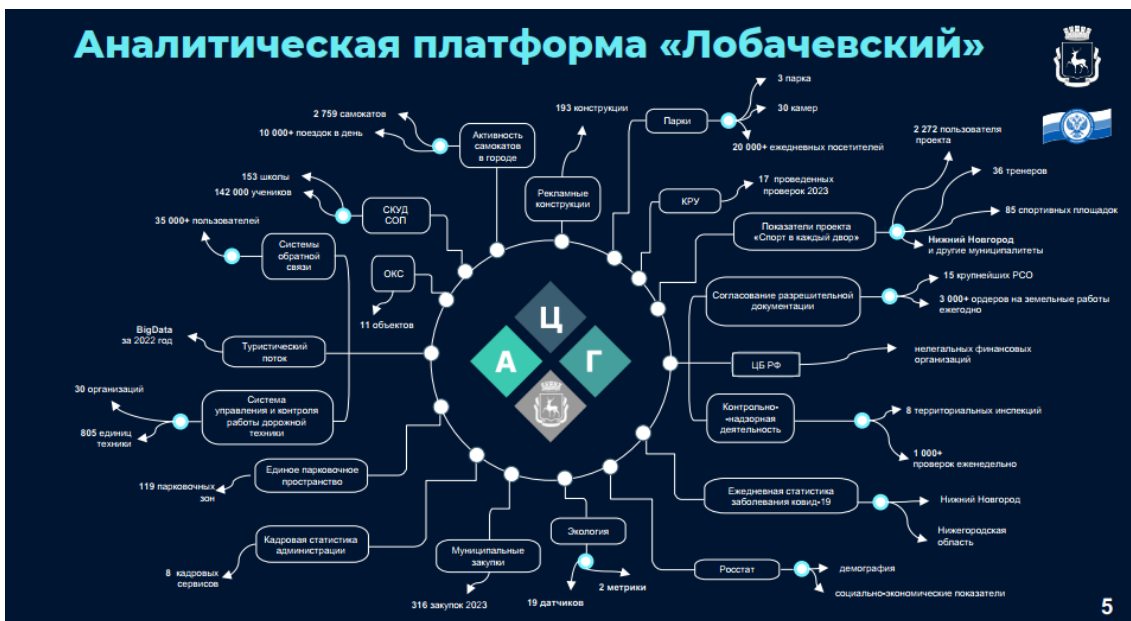 Аналитическая платформа «Лобачевский»
2 759 самокатов
10 000+ поездок в день
Активность
самокатов
в городе
193 конструкции
Рекламные
конструкции
Парки
3 парка
30 камер
20 000+ ежедневных посетителей
КРУ
17 проведенных
проверок 2023
2 272 пользователя
проекта
36 тренеров
85 спортивных площадок
Нижний Новгород
и другие муниципалитеты
Показатели проекта
«Спорт в каждый двор»
153 школы
142 000 учеников
СКУД
СОП
35 000+ пользователей
Системы
обратной
связи
ОКС
11 объектов
Согласование разрешительной
документации
15 крупнейших РСО
3 000+ ордеров на земельные работы
ежегодно
BigData
за 2022 год
Туристический
поток
Ц
А
Г
ЦБ РФ
нелегальных финансовых
организаций
30 организаций
805 единиц
техники
Система
управления и контроля
работы дорожной
техники
Контрольно-
-надзорная
деятельность
8 территориальных инспекций
1 000+
проверок еженедельно
119 парковочных
зон
Единое парковочное
пространство
Ежедневная статистика
заболевания ковид-19
Нижний Новгород
Нижегородская
область
Кадровая статистика
администрации
8 кадровых
сервисов
Муниципальные
закупки
316 закупок 2023
Экология
19 датчиков
2 метрики
Росстат
демография
социально-экономические показатели
5